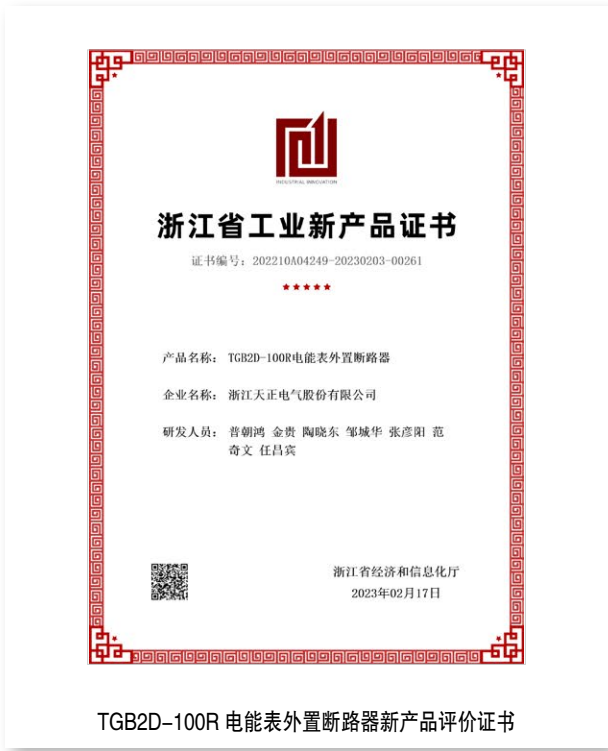 INDUSTRIAL INNOVATION
浙江省工业新产品证书
证书编号：202210A04249-20230203-00261
产品名称：TGB2D-100R电能表外置断路器
企业名称：浙江天正电气股份有限公司
研发人员：普朝鸿 金贵 陶晓东 邹城华 张彦阳 范
奇文 任昌宾
浙江省经济和信息化厅
2023年02月17日
TGB2D-100R 电能表外置断路器新产品评价证书